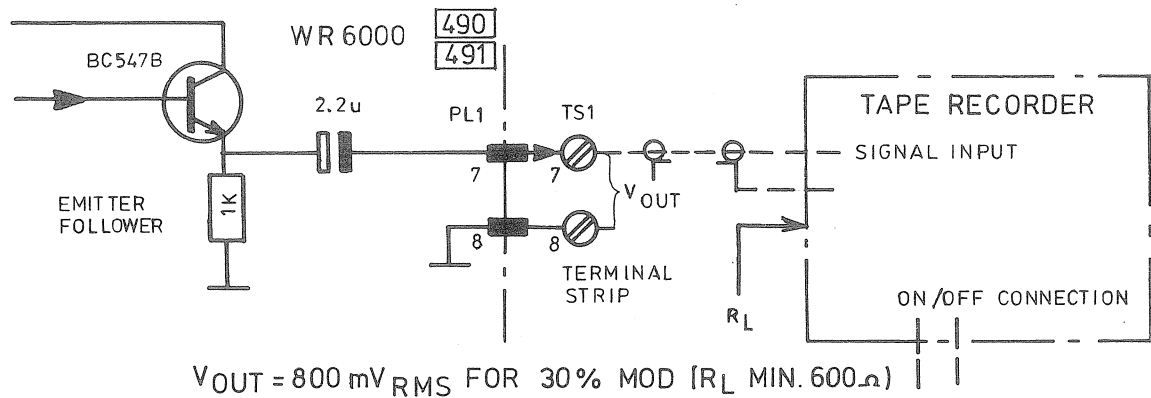 WR 6000
490
491
BC547B
2.2u
PL1
TS1
TAPE RECORDER
SIGNAL INPUT
7
7
VOUT
EMITTER
FOLLOWER
1K
8
8
TERMINAL
STRIP
RL
ON/OFF CONNECTION
VOUT = 800 mVRMS FOR 30% MOD (RL MIN. 600Ω)